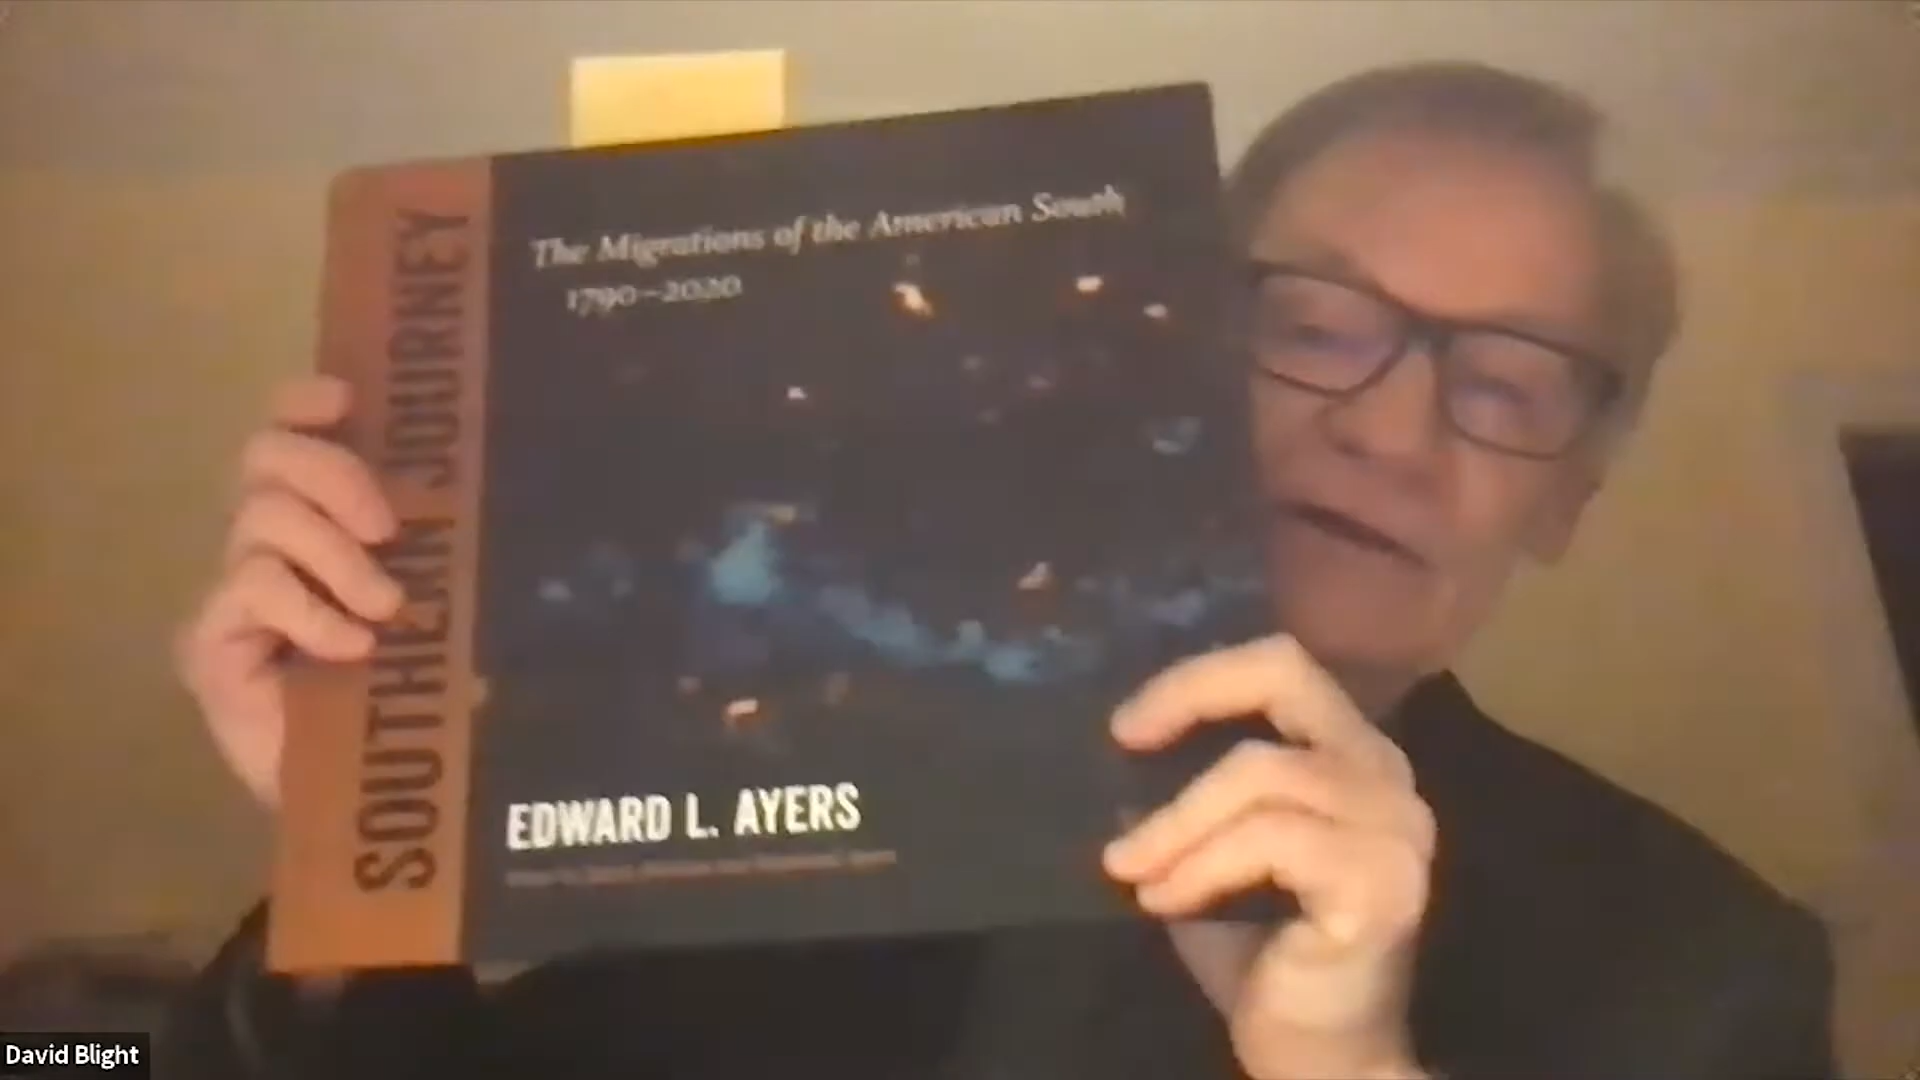 SOUTHERN JOURNEY
The Migrations of the American South
1790–2020
EDWARD L. AYERS
David Blight